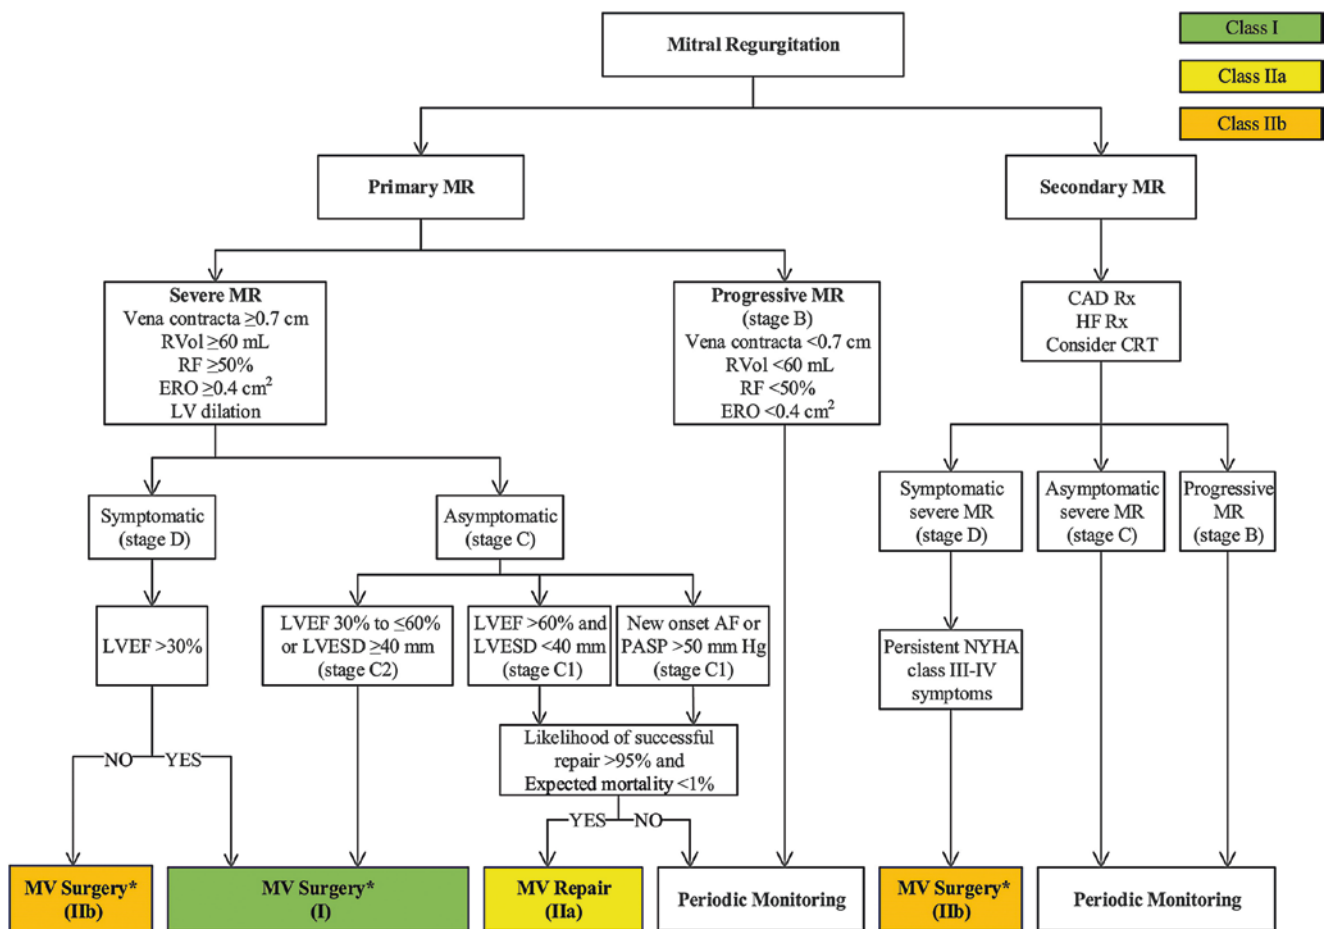 Mitral Regurgitation
Class I
Class IIa
Class IIb
Primary MR
Secondary MR
Severe MR
Vena contracta ≥0.7 cm
RVol ≥60 mL
RF ≥50%
ERO ≥0.4 cm²
LV dilation
Progressive MR
(stage B)
Vena contracta <0.7 cm
RVol <60 mL
RF <50%
ERO <0.4 cm²
CAD Rx
HF Rx
Consider CRT
Symptomatic
(stage D)
Asymptomatic
(stage C)
Symptomatic
severe MR
(stage D)
Asymptomatic
severe MR
(stage C)
Progressive
MR
(stage B)
LVEF >30%
LVEF 30% to ≤60%
or LVESD ≥40 mm
(stage C2)
LVEF >60% and
LVESD <40 mm
(stage C1)
New onset AF or
PASP >50 mm Hg
(stage C1)
Persistent NYHA
class III-IV
symptoms
Likelihood of successful
repair >95% and
Expected mortality <1%
NO
YES
YES
NO
MV Surgery*
(IIb)
MV Surgery*
(I)
MV Repair
(IIa)
Periodic Monitoring
MV Surgery*
(IIb)
Periodic Monitoring